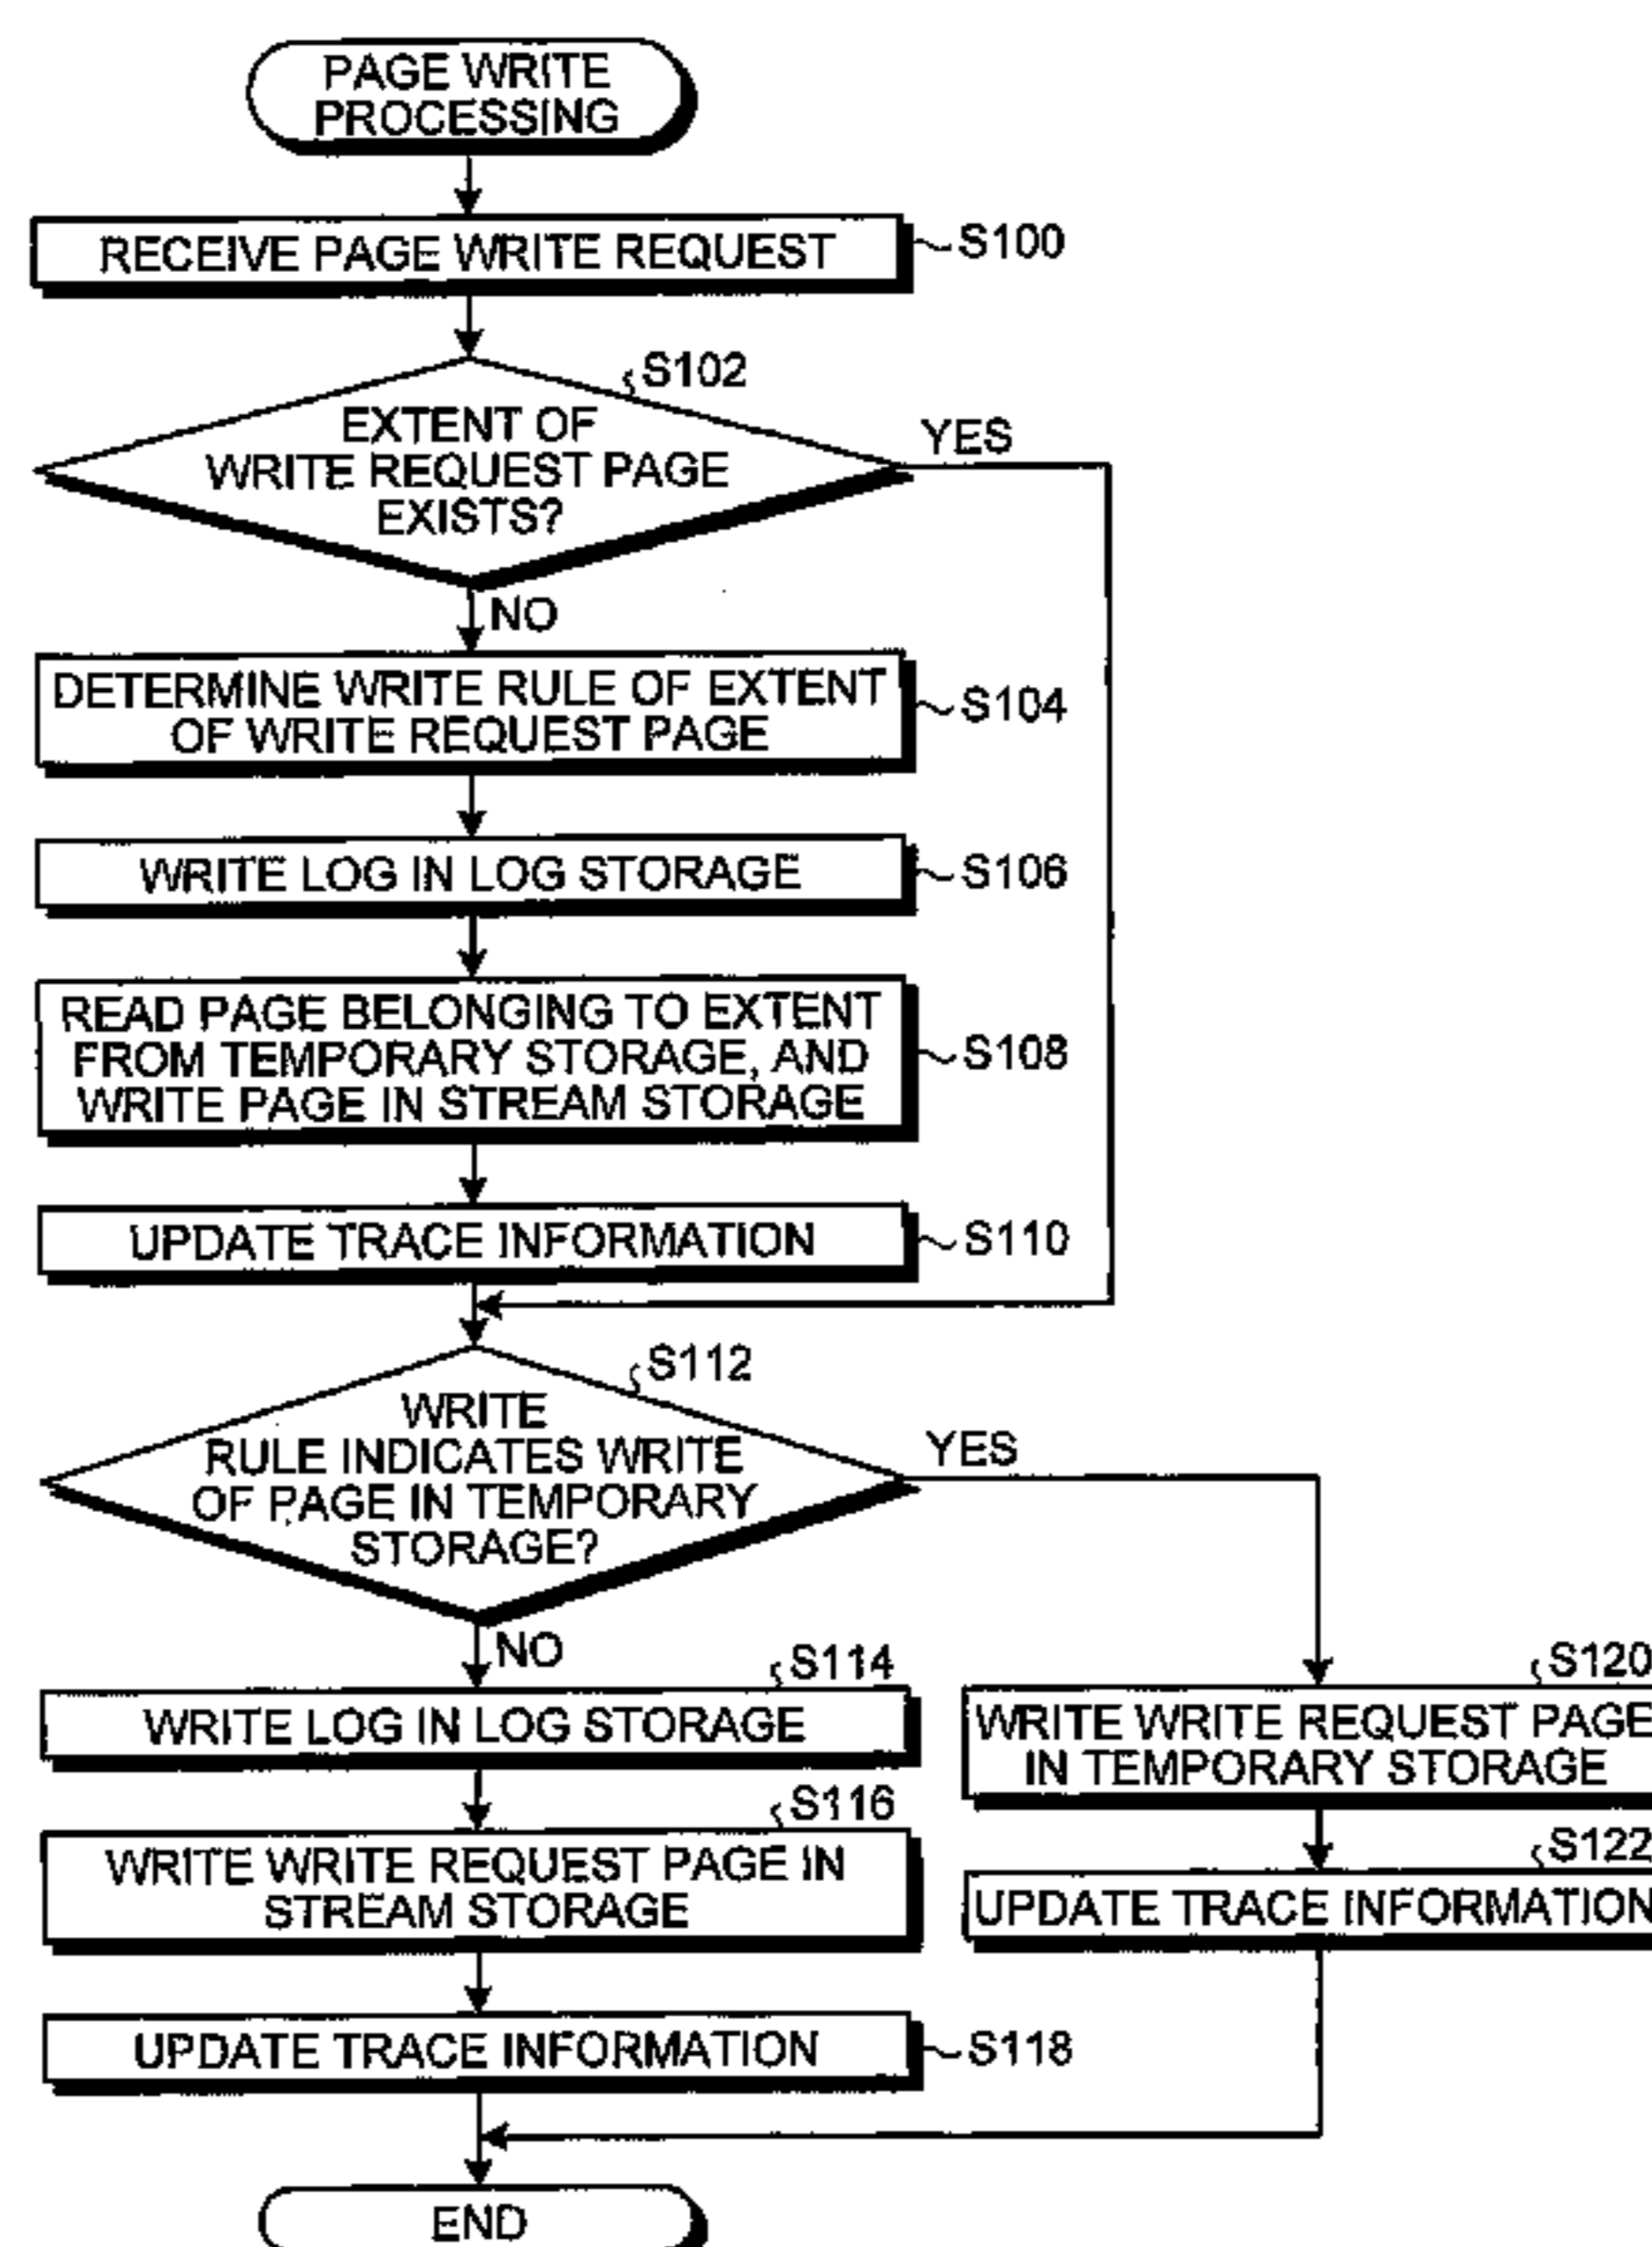 PAGE WRITE
PROCESSING
RECEIVE PAGE WRITE REQUEST
S100
S102
EXTENT OF
WRITE REQUEST PAGE
EXISTS?
YES
NO
DETERMINE WRITE RULE OF EXTENT
OF WRITE REQUEST PAGE
S104
WRITE LOG IN LOG STORAGE
S106
READ PAGE BELONGING TO EXTENT
FROM TEMPORARY STORAGE, AND
WRITE PAGE IN STREAM STORAGE
S108
UPDATE TRACE INFORMATION
S110
S112
WRITE
RULE INDICATES WRITE
OF PAGE IN TEMPORARY
STORAGE?
YES
NO
S114
WRITE LOG IN LOG STORAGE
S116
WRITE WRITE REQUEST PAGE IN
STREAM STORAGE
UPDATE TRACE INFORMATION
S118
S120
WRITE WRITE REQUEST PAGE
IN TEMPORARY STORAGE
S122
UPDATE TRACE INFORMATION
END